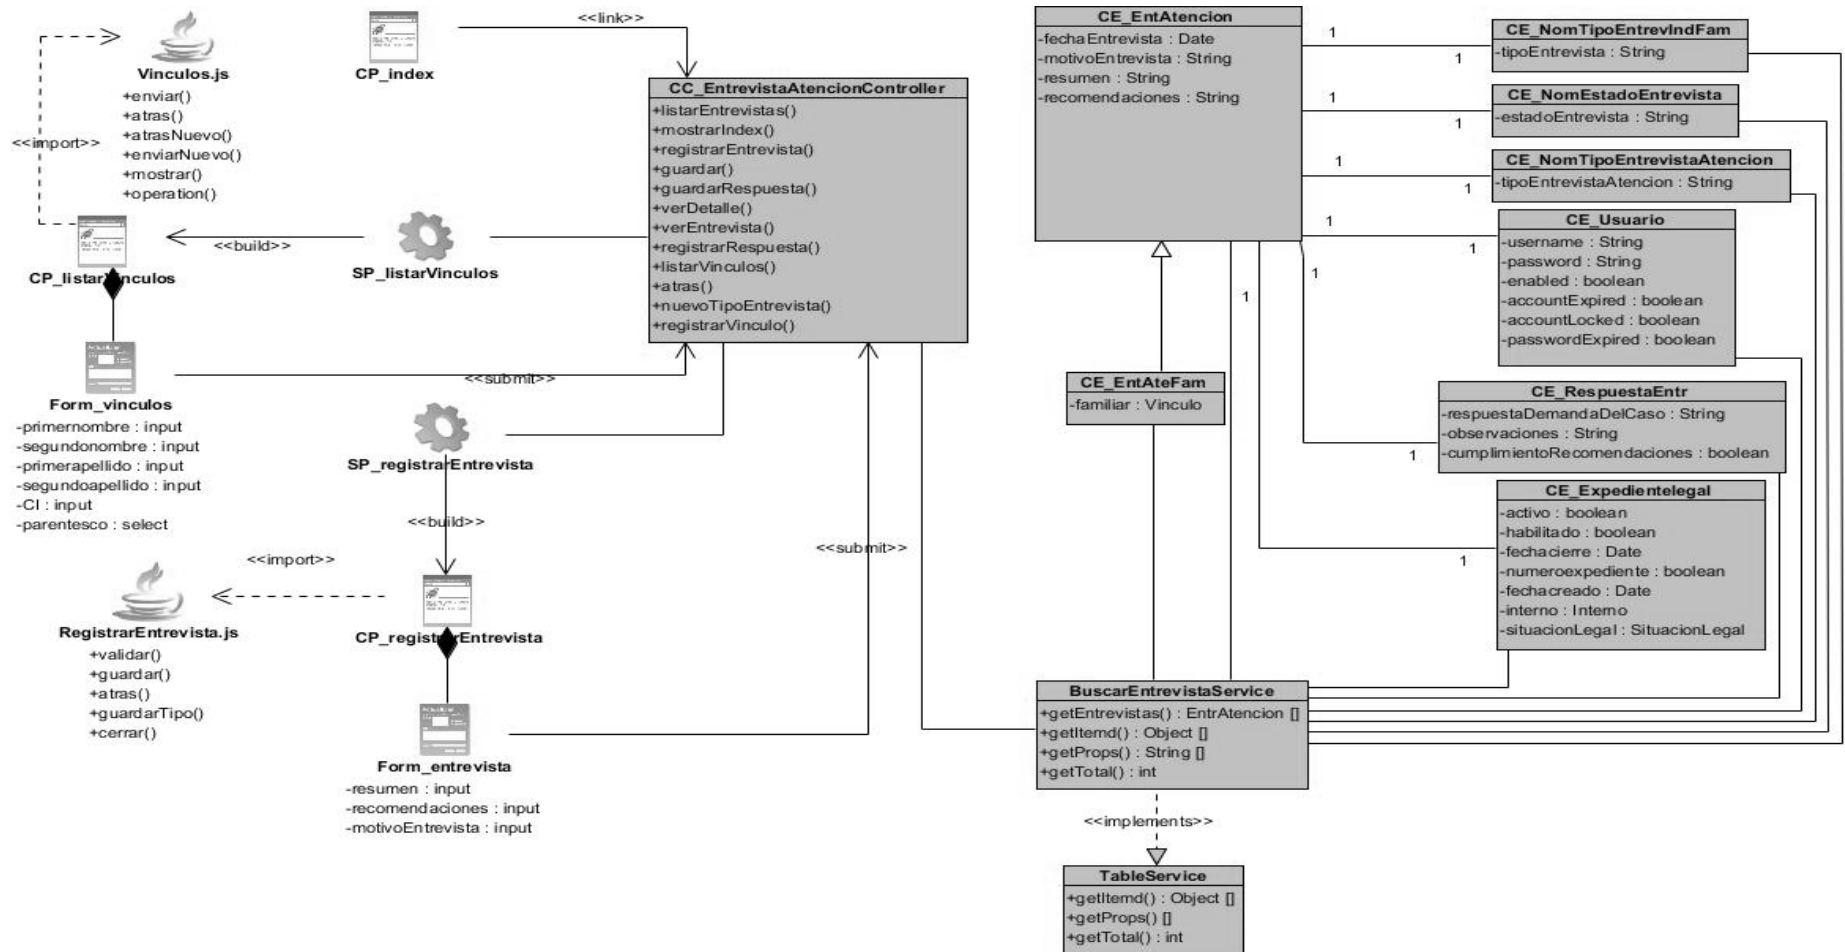 <<link>>
Vinculos.js
+enviar()
+atras()
+atrasNuevo()
+enviarNuevo()
+mostrar()
+operation()
<<import>>
CP_index
CC_EntrevistaAtencionController
+listarEntrevistas()
+mostrarIndex()
+registrarEntrevista()
+guardar()
+guardarRespuesta()
+verDetalle()
+verEntrevista()
+registrarRespuesta()
+listarVinculos()
+atras()
+nuevoTipoEntrevista()
+registrarVinculo()
<<build>>
SP_listarVinculos
CP_listarVinculos
<<submit>>
Form_vinculos
-primernombre : input
-segundonombre : input
-primerapellido : input
-segundoapellido : input
-CI : input
-parentesco : select
SP_registrarEntrevista
<<build>>
<<submit>>
<<import>>
RegistrarEntrevista.js
+validar()
+guardar()
+atras()
+guardarTipo()
+cerrar()
CP_registrarEntrevista
Form_entrevista
-resumen : input
-recomendaciones : input
-motivoEntrevista : input
CE_EntAtencion
-fechaEntrevista : Date
-motivoEntrevista : String
-resumen : String
-recomendaciones : String
1
1
CE_NomTipoEntrevIndFam
-tipoEntrevista : String
1
1
CE_NomEstadoEntrevista
-estadoEntrevista : String
1
1
CE_NomTipoEntrevistaAtencion
-tipoEntrevistaAtencion : String
1
1
CE_Usuario
-username : String
-password : String
-enabled : boolean
-accountExpired : boolean
-accountLocked : boolean
-passwordExpired : boolean
1
1
CE_EntAteFam
-familiar : Vinculo
CE_RespuestaEntr
-respuestaDemandaDelCaso : String
-observaciones : String
-cumplimientoRecomendaciones : boolean
1
1
CE_Expedientelegal
-activo : boolean
-habilitado : boolean
-fechacierre : Date
-numeroexpediente : boolean
-fechacreado : Date
-interno : Interno
-situacionLegal : SituacionLegal
BuscarEntrevistaService
+getEntrevistas() : EntrAtencion []
+getItemd() : Object []
+getProps() : String []
+getTotal() : int
<<implements>>
TableService
+getItemd() : Object []
+getProps() []
+getTotal() : int